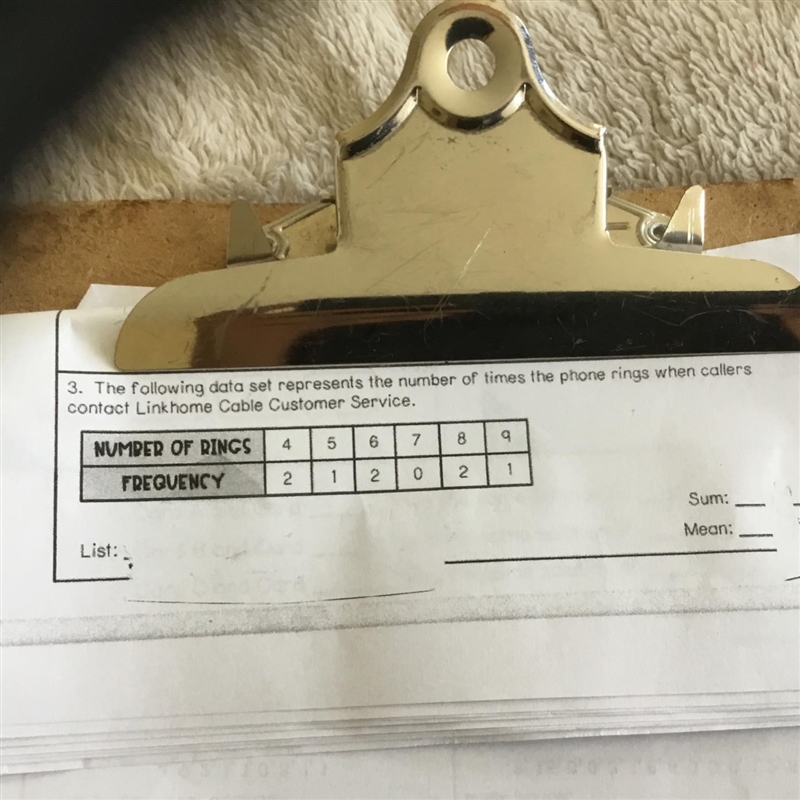 3. The following data set represents the number of times the phone rings when callers
contact Linkhome Cable Customer Service.
NUMBER OF RINGS 4 5 6 7 8 9
FREQUENCY 2 1 2 0 2 1
Sum: __
Mean: __
List: